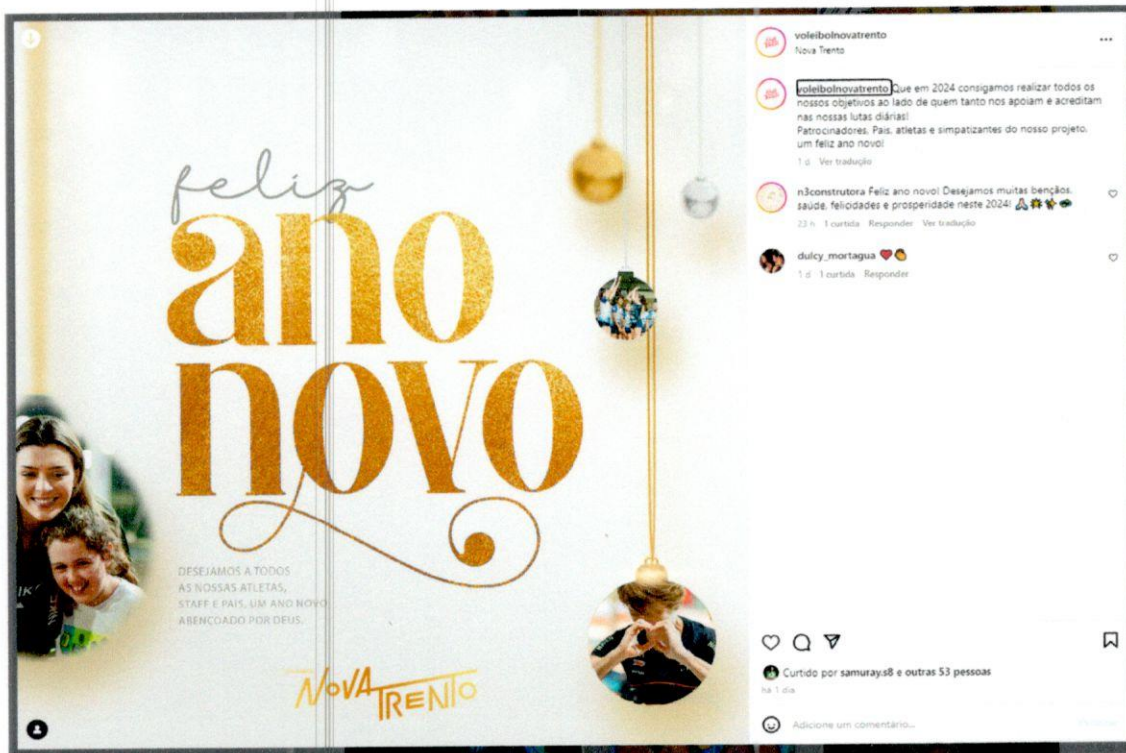 feliz
ano
novo
DESEJAMOS A TODOS
AS NOSSAS ATLETAS,
STAFF E PAIS, UM ANO NOVO
ABENÇOADO POR DEUS.
NOVA TRENTO
voleibolnovatrento
Nova Trento
voleibolnovatrento Que em 2024 consigamos realizar todos os
nossos objetivos ao lado de quem tanto nos apoiam e acreditam
nas nossas lutas diárias!
Patrocinadores, Pais, atletas e simpatizantes do nosso projeto,
um feliz ano novo!
1 d Ver tradução
n3construtora Feliz ano novo! Desejamos muitas bençãos,
saúde, felicidades e prosperidade neste 2024!
23 h 1 curtida Responder Ver tradução
dulcy_mortagua
1 d 1 curtida Responder
Curtido por samuray.s8 e outras 53 pessoas
há 1 dia
Adicione um comentário...